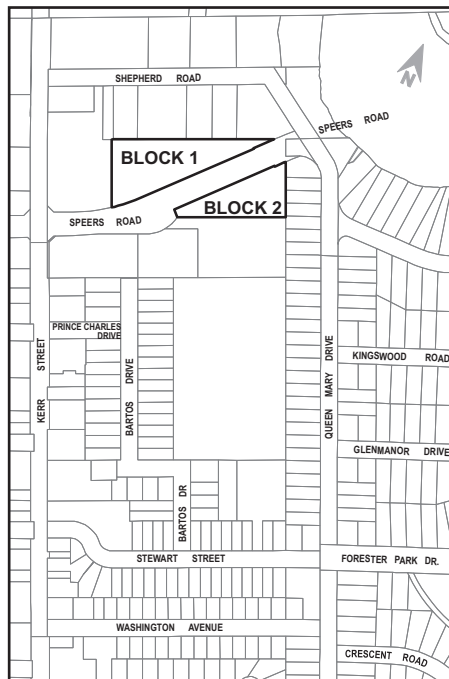 SHEPHERD ROAD
N
SPEERS ROAD
BLOCK 1
BLOCK 2
SPEERS ROAD
PRINCE CHARLES
DRIVE
KERR STREET
BARTOS DRIVE
QUEEN MARY DRIVE
KINGSWOOD ROAD
GLENMANOR DRIVE
BARTOS DR
STEWART STREET
FORESTER PARK DR.
WASHINGTON AVENUE
CRESCENT ROAD